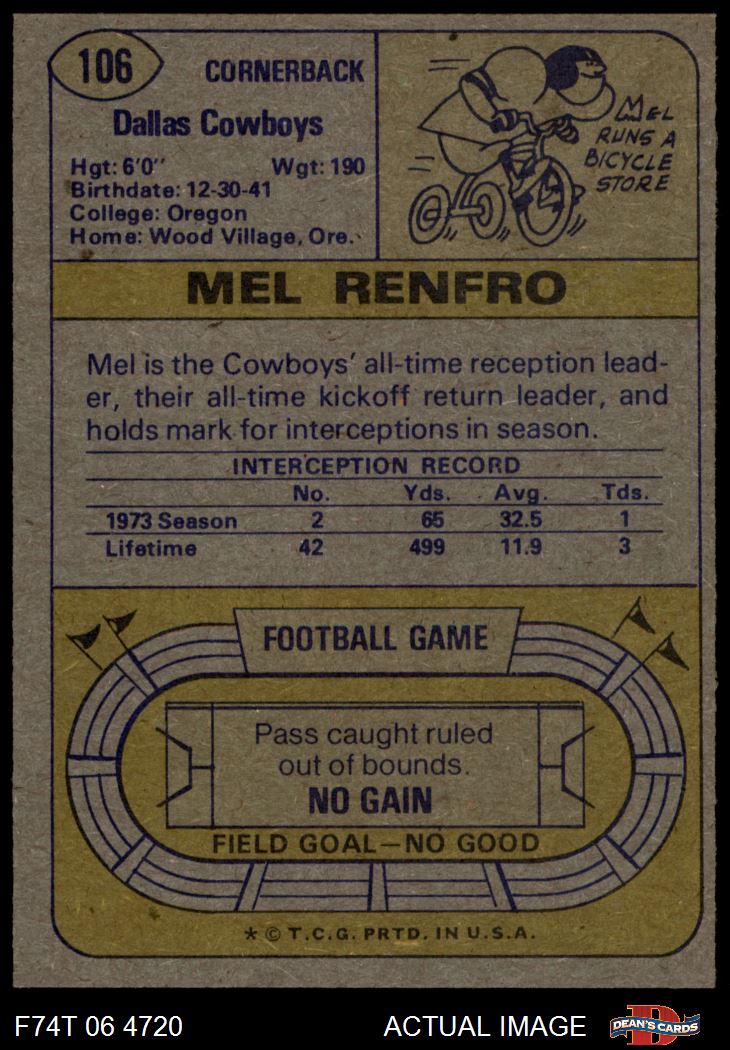 106
CORNERBACK
Dallas Cowboys
Hgt: 6'0" Wgt: 190
Birthdate: 12-30-41
College: Oregon
Home: Wood Village, Ore.
MEL
RUNS A
BICYCLE
STORE
MEL RENFRO
Mel is the Cowboys' all-time reception lead-
er, their all-time kickoff return leader, and
holds mark for interceptions in season.
INTERCEPTION RECORD
No. Yds. Avg. Tds.
1973 Season 2 65 32.5 1
Lifetime 42 499 11.9 3
FOOTBALL GAME
Pass caught ruled
out of bounds.
NO GAIN
FIELD GOAL—NO GOOD
* © T.C.G. PRTD. IN U.S.A.
F74T 06 4720 ACTUAL IMAGE
D
DEAN'S CARDS